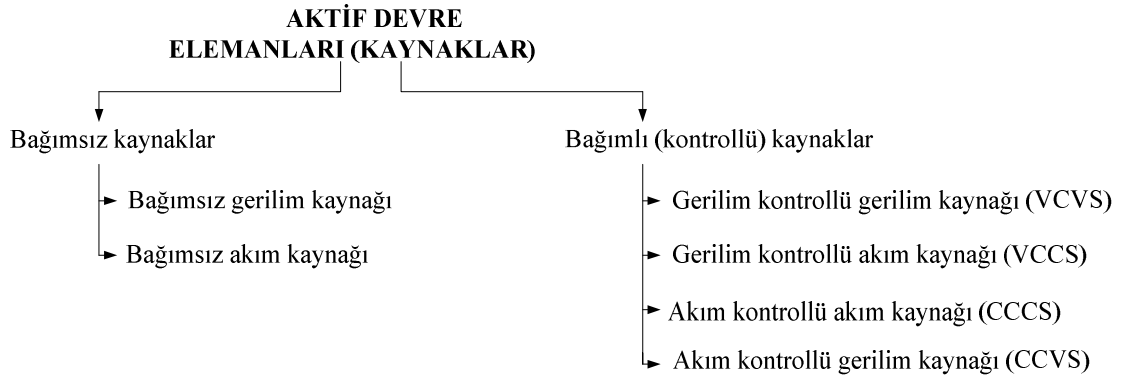 AKTİF DEVRE
ELEMANLARI (KAYNAKLAR)
Bağımsız kaynaklar
Bağımsız gerilim kaynağı
Bağımsız akım kaynağı
Bağımlı (kontrollü) kaynaklar
Gerilim kontrollü gerilim kaynağı (VCVS)
Gerilim kontrollü akım kaynağı (VCCS)
Akım kontrollü akım kaynağı (CCCS)
Akım kontrollü gerilim kaynağı (CCVS)